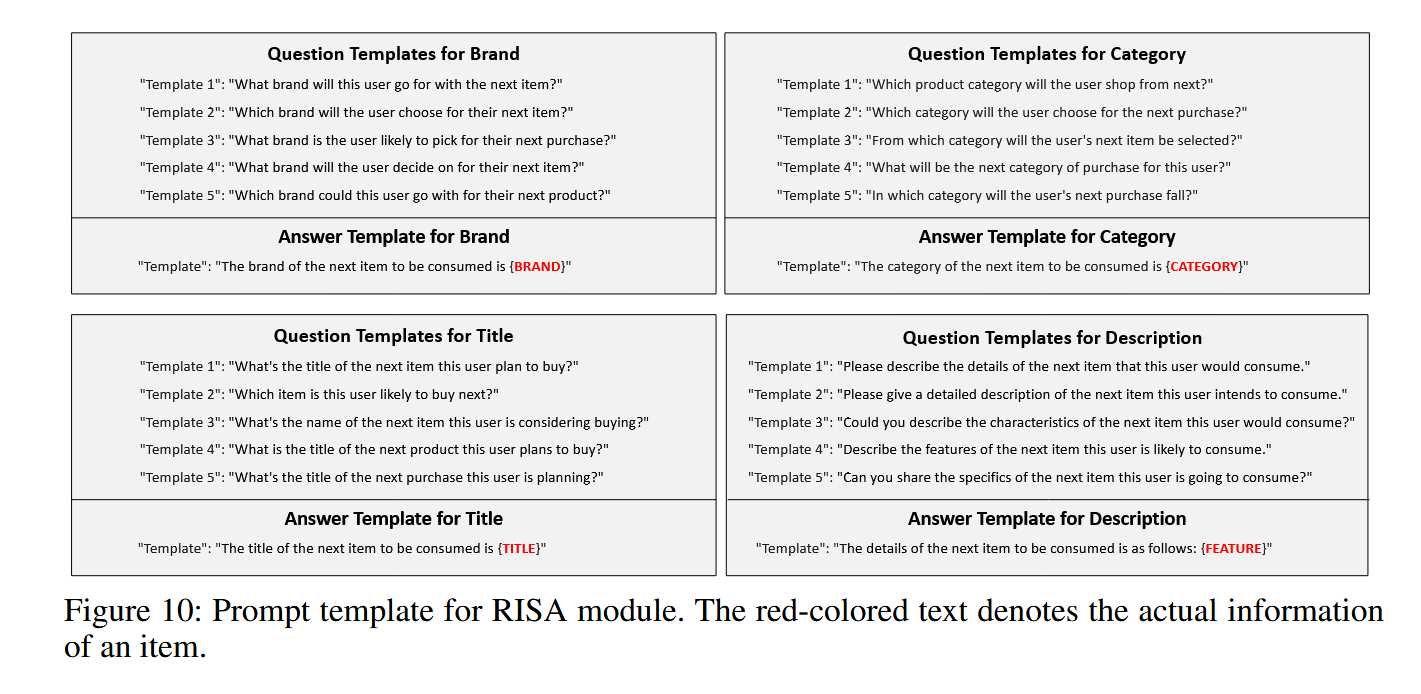 Question Templates for Brand
"Template 1": "What brand will this user go for with the next item?"
"Template 2": "Which brand will the user choose for their next item?"
"Template 3": "What brand is the user likely to pick for their next purchase?"
"Template 4": "What brand will the user decide on for their next item?"
"Template 5": "Which brand could this user go with for their next product?"
Answer Template for Brand
"Template": "The brand of the next item to be consumed is {BRAND}"
Question Templates for Category
"Template 1": "Which product category will the user shop from next?"
"Template 2": "Which category will the user choose for the next purchase?"
"Template 3": "From which category will the user's next item be selected?"
"Template 4": "What will be the next category of purchase for this user?"
"Template 5": "In which category will the user's next purchase fall?"
Answer Template for Category
"Template": "The category of the next item to be consumed is {CATEGORY}"
Question Templates for Title
"Template 1": "What's the title of the next item this user plan to buy?"
"Template 2": "Which item is this user likely to buy next?"
"Template 3": "What's the name of the next item this user is considering buying?"
"Template 4": "What is the title of the next product this user plans to buy?"
"Template 5": "What's the title of the next purchase this user is planning?"
Answer Template for Title
"Template": "The title of the next item to be consumed is {TITLE}"
Question Templates for Description
"Template 1": "Please describe the details of the next item that this user would consume."
"Template 2": "Please give a detailed description of the next item this user intends to consume."
"Template 3": "Could you describe the characteristics of the next item this user would consume?"
"Template 4": "Describe the features of the next item this user is likely to consume."
"Template 5": "Can you share the specifics of the next item this user is going to consume?"
Answer Template for Description
"Template": "The details of the next item to be consumed is as follows: {FEATURE}"
Figure 10: Prompt template for RISA module. The red-colored text denotes the actual information
of an item.